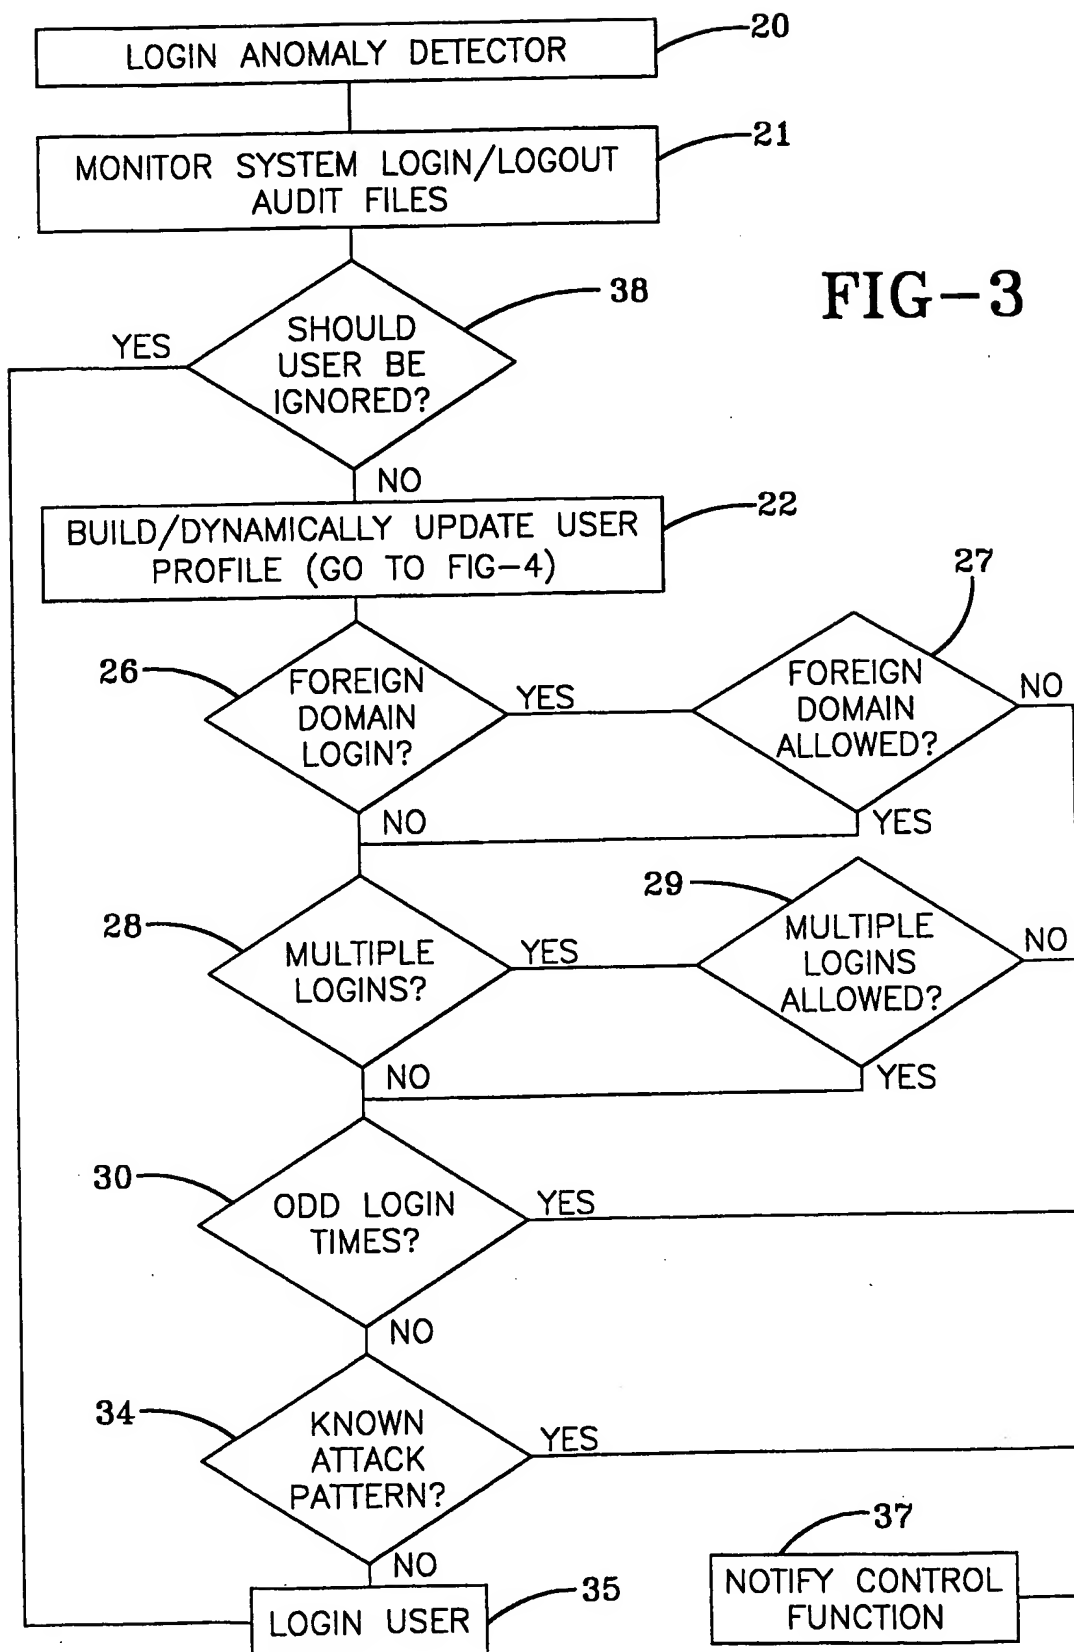 20
LOGIN ANOMALY DETECTOR
21
MONITOR SYSTEM LOGIN/LOGOUT
AUDIT FILES
38
FIG-3
SHOULD
USER BE
IGNORED?
YES
NO
22
BUILD/DYNAMICALLY UPDATE USER
PROFILE (GO TO FIG-4)
26
FOREIGN
DOMAIN
LOGIN?
YES
27
FOREIGN
DOMAIN
ALLOWED?
NO
NO
YES
28
MULTIPLE
LOGINS?
YES
29
MULTIPLE
LOGINS
ALLOWED?
NO
NO
YES
30
ODD LOGIN
TIMES?
YES
NO
34
KNOWN
ATTACK
PATTERN?
YES
NO
37
NOTIFY CONTROL
FUNCTION
35
LOGIN USER